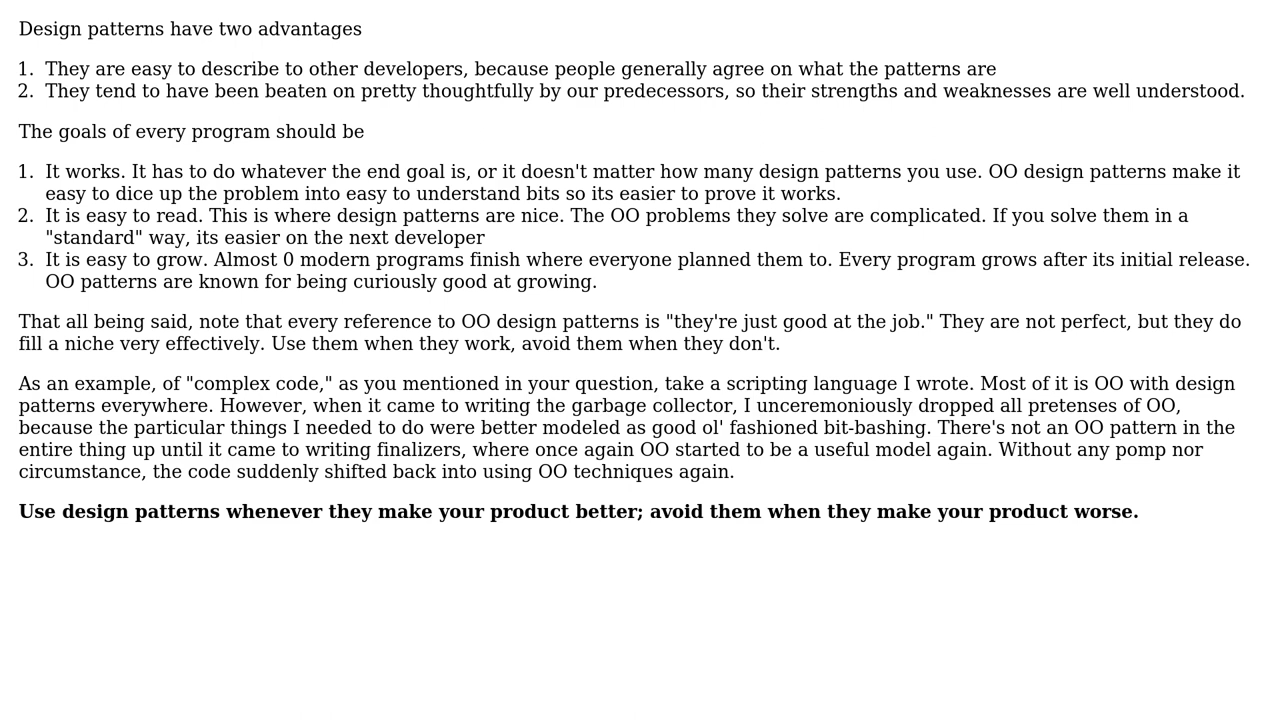 Design patterns have two advantages
1. They are easy to describe to other developers, because people generally agree on what the patterns are
2. They tend to have been beaten on pretty thoughtfully by our predecessors, so their strengths and weaknesses are well understood.
The goals of every program should be
1. It works. It has to do whatever the end goal is, or it doesn't matter how many design patterns you use. OO design patterns make it
easy to dice up the problem into easy to understand bits so its easier to prove it works.
2. It is easy to read. This is where design patterns are nice. The OO problems they solve are complicated. If you solve them in a
"standard" way, its easier on the next developer
3. It is easy to grow. Almost 0 modern programs finish where everyone planned them to. Every program grows after its initial release.
OO patterns are known for being curiously good at growing.
That all being said, note that every reference to OO design patterns is "they're just good at the job." They are not perfect, but they do
fill a niche very effectively. Use them when they work, avoid them when they don't.
As an example, of "complex code," as you mentioned in your question, take a scripting language I wrote. Most of it is OO with design
patterns everywhere. However, when it came to writing the garbage collector, I unceremoniously dropped all pretenses of OO,
because the particular things I needed to do were better modeled as good ol' fashioned bit-bashing. There's not an OO pattern in the
entire thing up until it came to writing finalizers, where once again OO started to be a useful model again. Without any pomp nor
circumstance, the code suddenly shifted back into using OO techniques again.
Use design patterns whenever they make your product better; avoid them when they make your product worse.